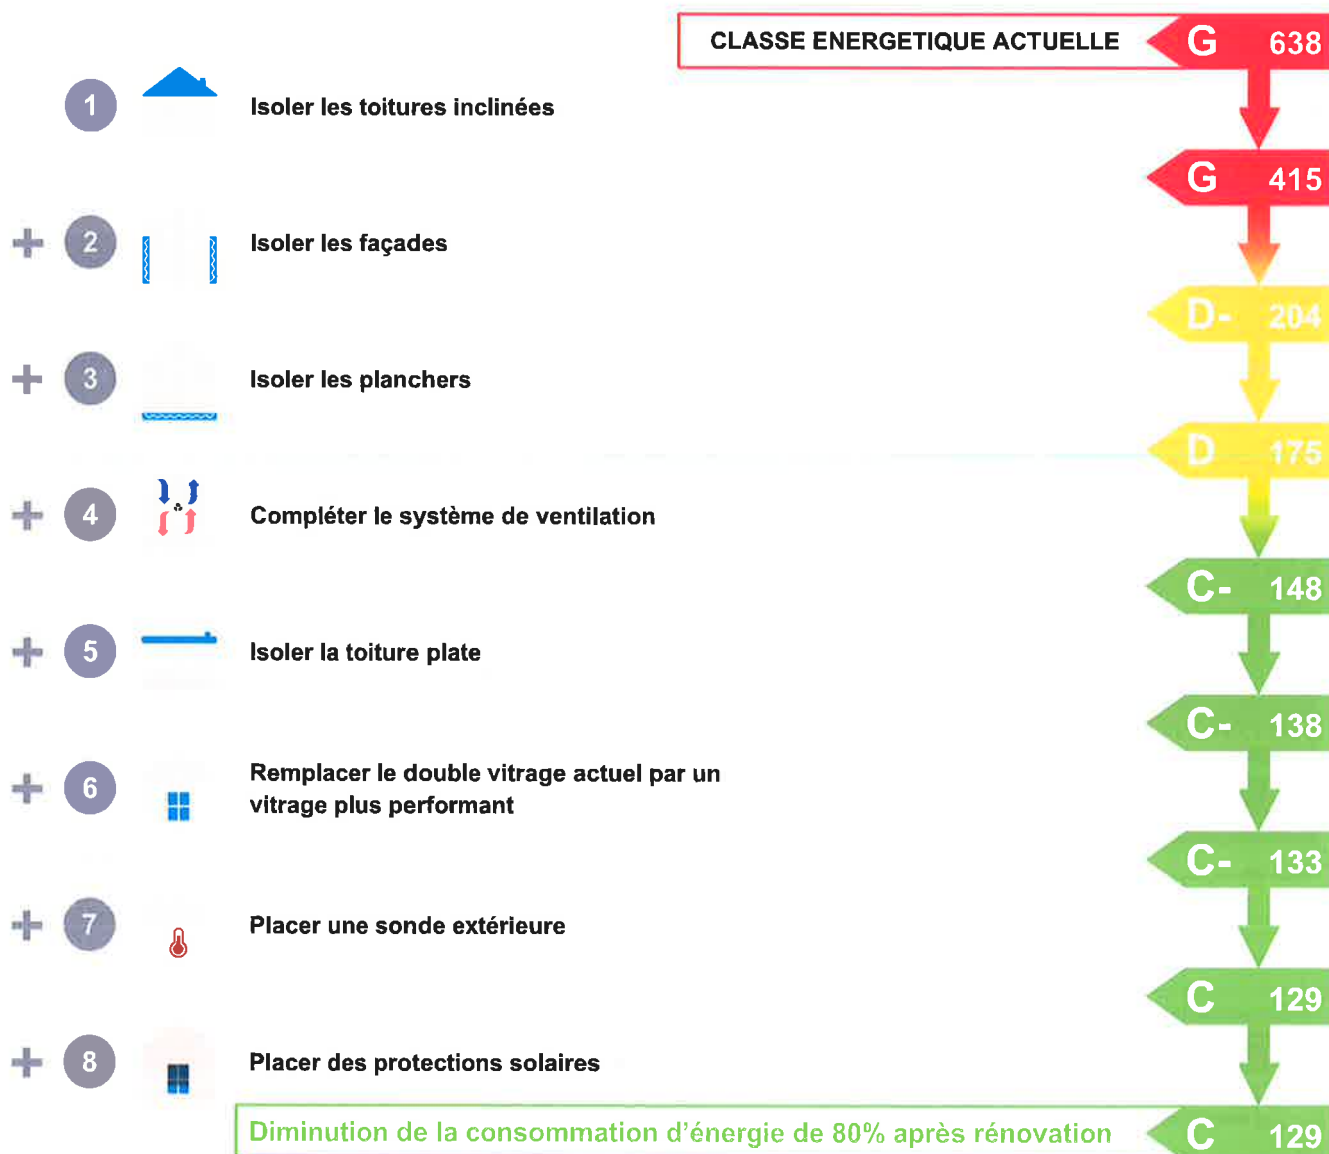 CLASSE ENERGETIQUE ACTUELLE G 638
1 Isoler les toitures inclinées
G 415
+ 2 Isoler les façades
D- 204
+ 3 Isoler les planchers
D 175
+ 4 Compléter le système de ventilation
C- 148
+ 5 Isoler la toiture plate
C- 138
+ 6 Remplacer le double vitrage actuel par un
vitrage plus performant
C- 133
+ 7 Placer une sonde extérieure
C 129
+ 8 Placer des protections solaires
Diminution de la consommation d'énergie de 80% après rénovation C 129